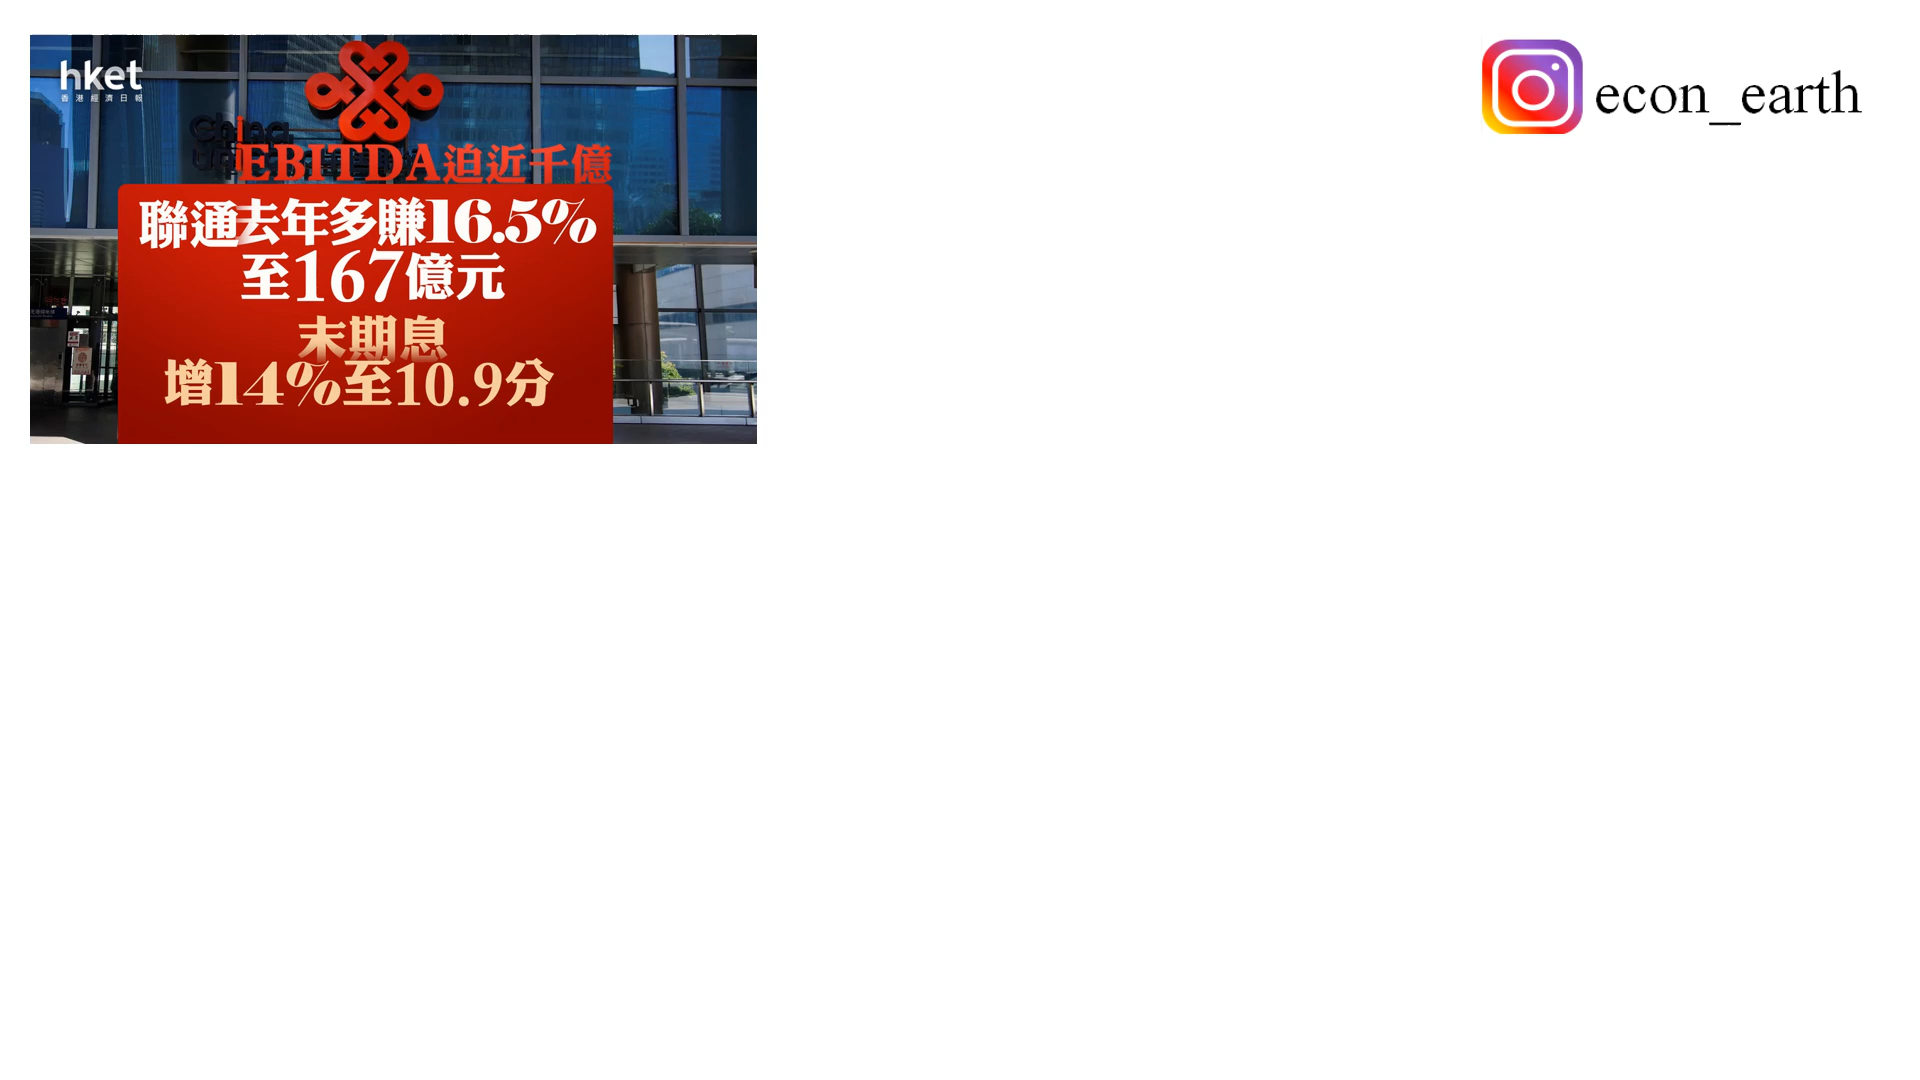 hket
香港經濟日報
China
EBITDA迫近千億
聯通去年多賺16.5%
至167億元
末期息
增14%至10.9分
econ_earth